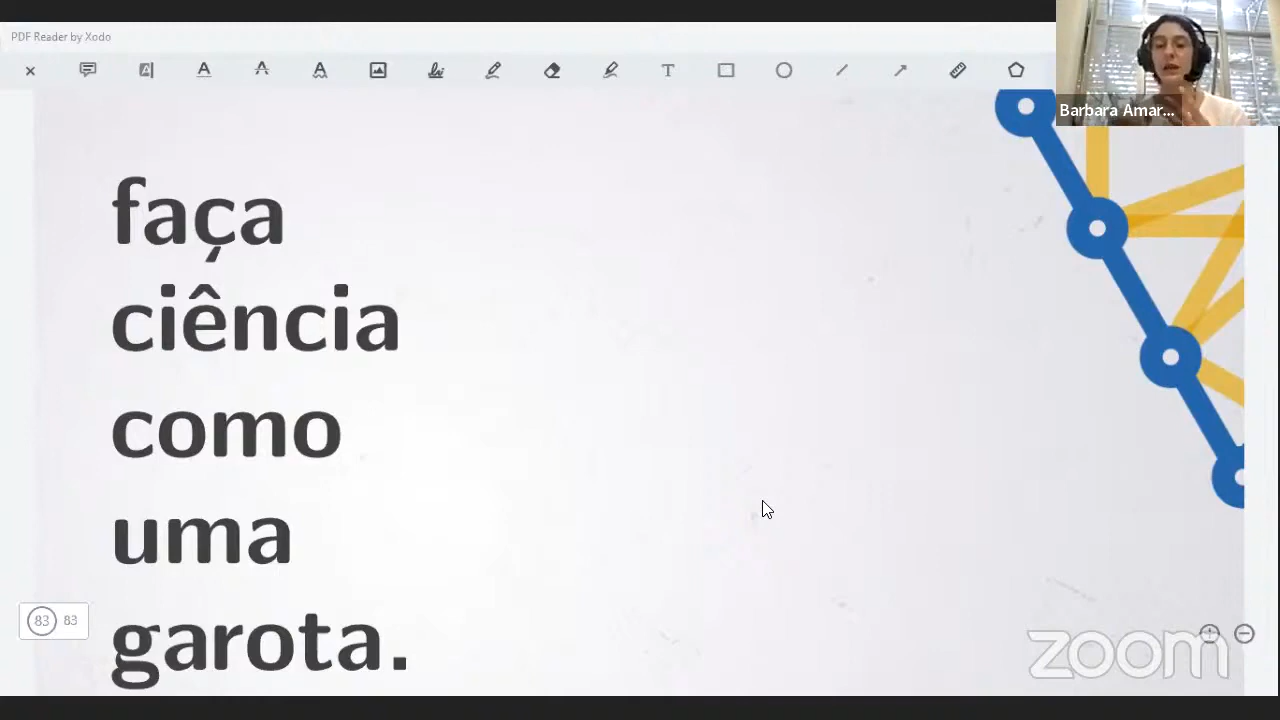 PDF Reader by Xodo
Barbara Amar...
faça
ciência
como
uma
garota.
83 83
zoom